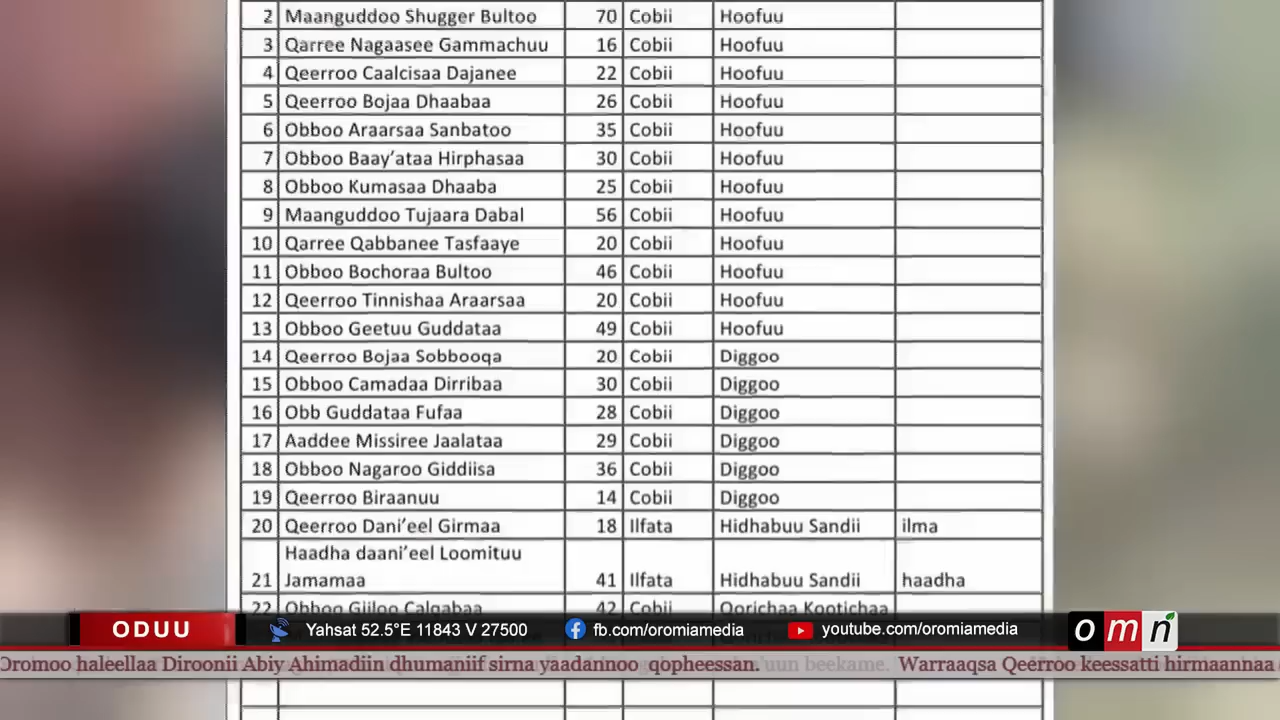 2 Maanguddoo Shugger Bultoo 70 Cobii Hoofuu
3 Qarree Nagaasee Gammachuu 16 Cobii Hoofuu
4 Qeerroo Caalcisaa Dajanee 22 Cobii Hoofuu
5 Qeerroo Bojaa Dhaabaa 26 Cobii Hoofuu
6 Obboo Araarsaa Sanbatoo 35 Cobii Hoofuu
7 Obboo Baay’ataa Hirphasaa 30 Cobii Hoofuu
8 Obboo Kumasaa Dhaaba 25 Cobii Hoofuu
9 Maanguddoo Tujaara Dabal 56 Cobii Hoofuu
10 Qarree Qabbanee Tasfaaye 20 Cobii Hoofuu
11 Obboo Bochoraa Bultoo 46 Cobii Hoofuu
12 Qeerroo Tinnishaa Araarsaa 20 Cobii Hoofuu
13 Obboo Geetuu Guddataa 49 Cobii Hoofuu
14 Qeerroo Bojaa Sobbooqa 20 Cobii Diggoo
15 Obboo Camadaa Dirribaa 30 Cobii Diggoo
16 Obb Guddataa Fufaa 28 Cobii Diggoo
17 Aaddee Missiree Jaalataa 29 Cobii Diggoo
18 Obboo Nagaroo Giddiisa 36 Cobii Diggoo
19 Qeerroo Biraanuu 14 Cobii Diggoo
20 Qeerroo Dani’eel Girmaa 18 Ilfata Hidhabuu Sandii ilma
Haadha daani’eel Loomituu
21 Jamamaa 41 Ilfata Hidhabuu Sandii haadha
22 Obboo Gijloo Calqabaa 42 Cobii Qorichaa Kootichaa
ODUU Yahsat 52.5°E 11843 V 27500 fb.com/oromiamedia youtube.com/oromiamedia omn
Oromoo haleellaa Diroonii Abiy Ahimadiin dhumaniif sirna yaadannoo qopheessan. Warraaqsa Qeerroo keessatti hirmaannaa